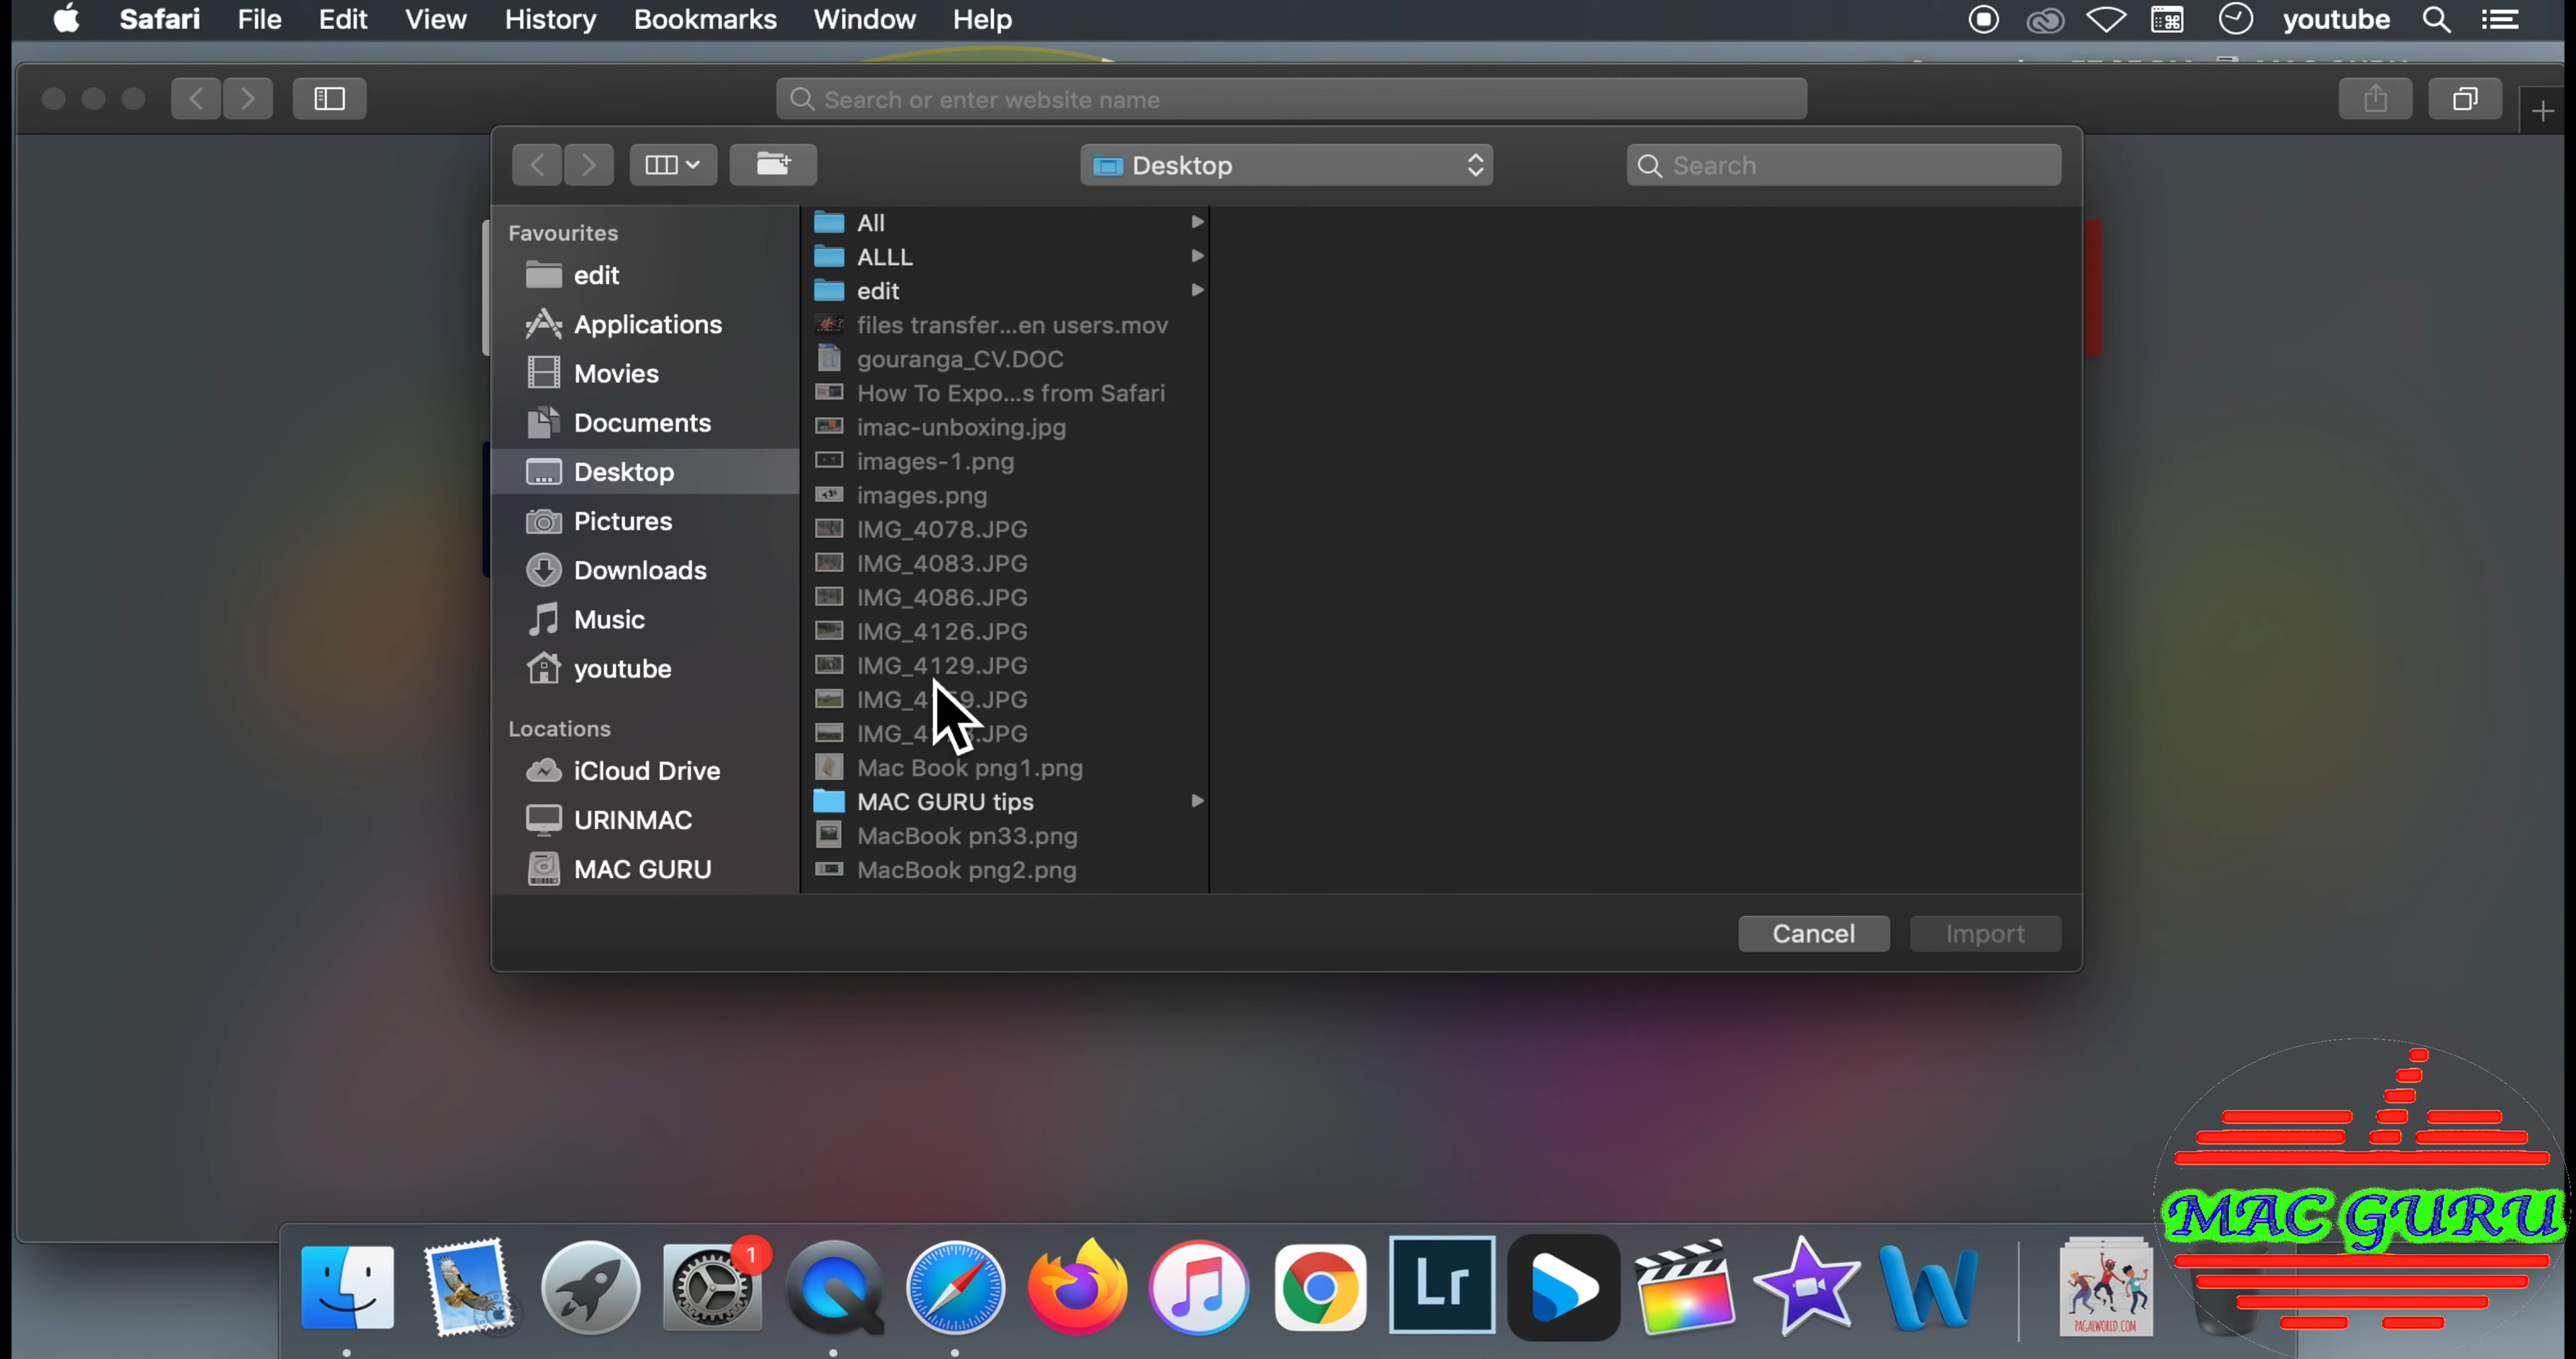 Safari File Edit View History Bookmarks Window Help youtube
Search or enter website name
Desktop
Search
Favourites
edit
Applications
Movies
Documents
Desktop
Pictures
Downloads
Music
youtube
Locations
iCloud Drive
URINMAC
MAC GURU
All
ALLL
edit
files transfer...en users.mov
gouranga_CV.DOC
How To Expo...s from Safari
imac-unboxing.jpg
images-1.png
images.png
IMG_4078.JPG
IMG_4083.JPG
IMG_4086.JPG
IMG_4126.JPG
IMG_4129.JPG
Mac Book png1.png
MAC GURU tips
MacBook pn33.png
MacBook png2.png
Cancel Import
MAC GURU
1
Lr
PAGALWORLD.COM